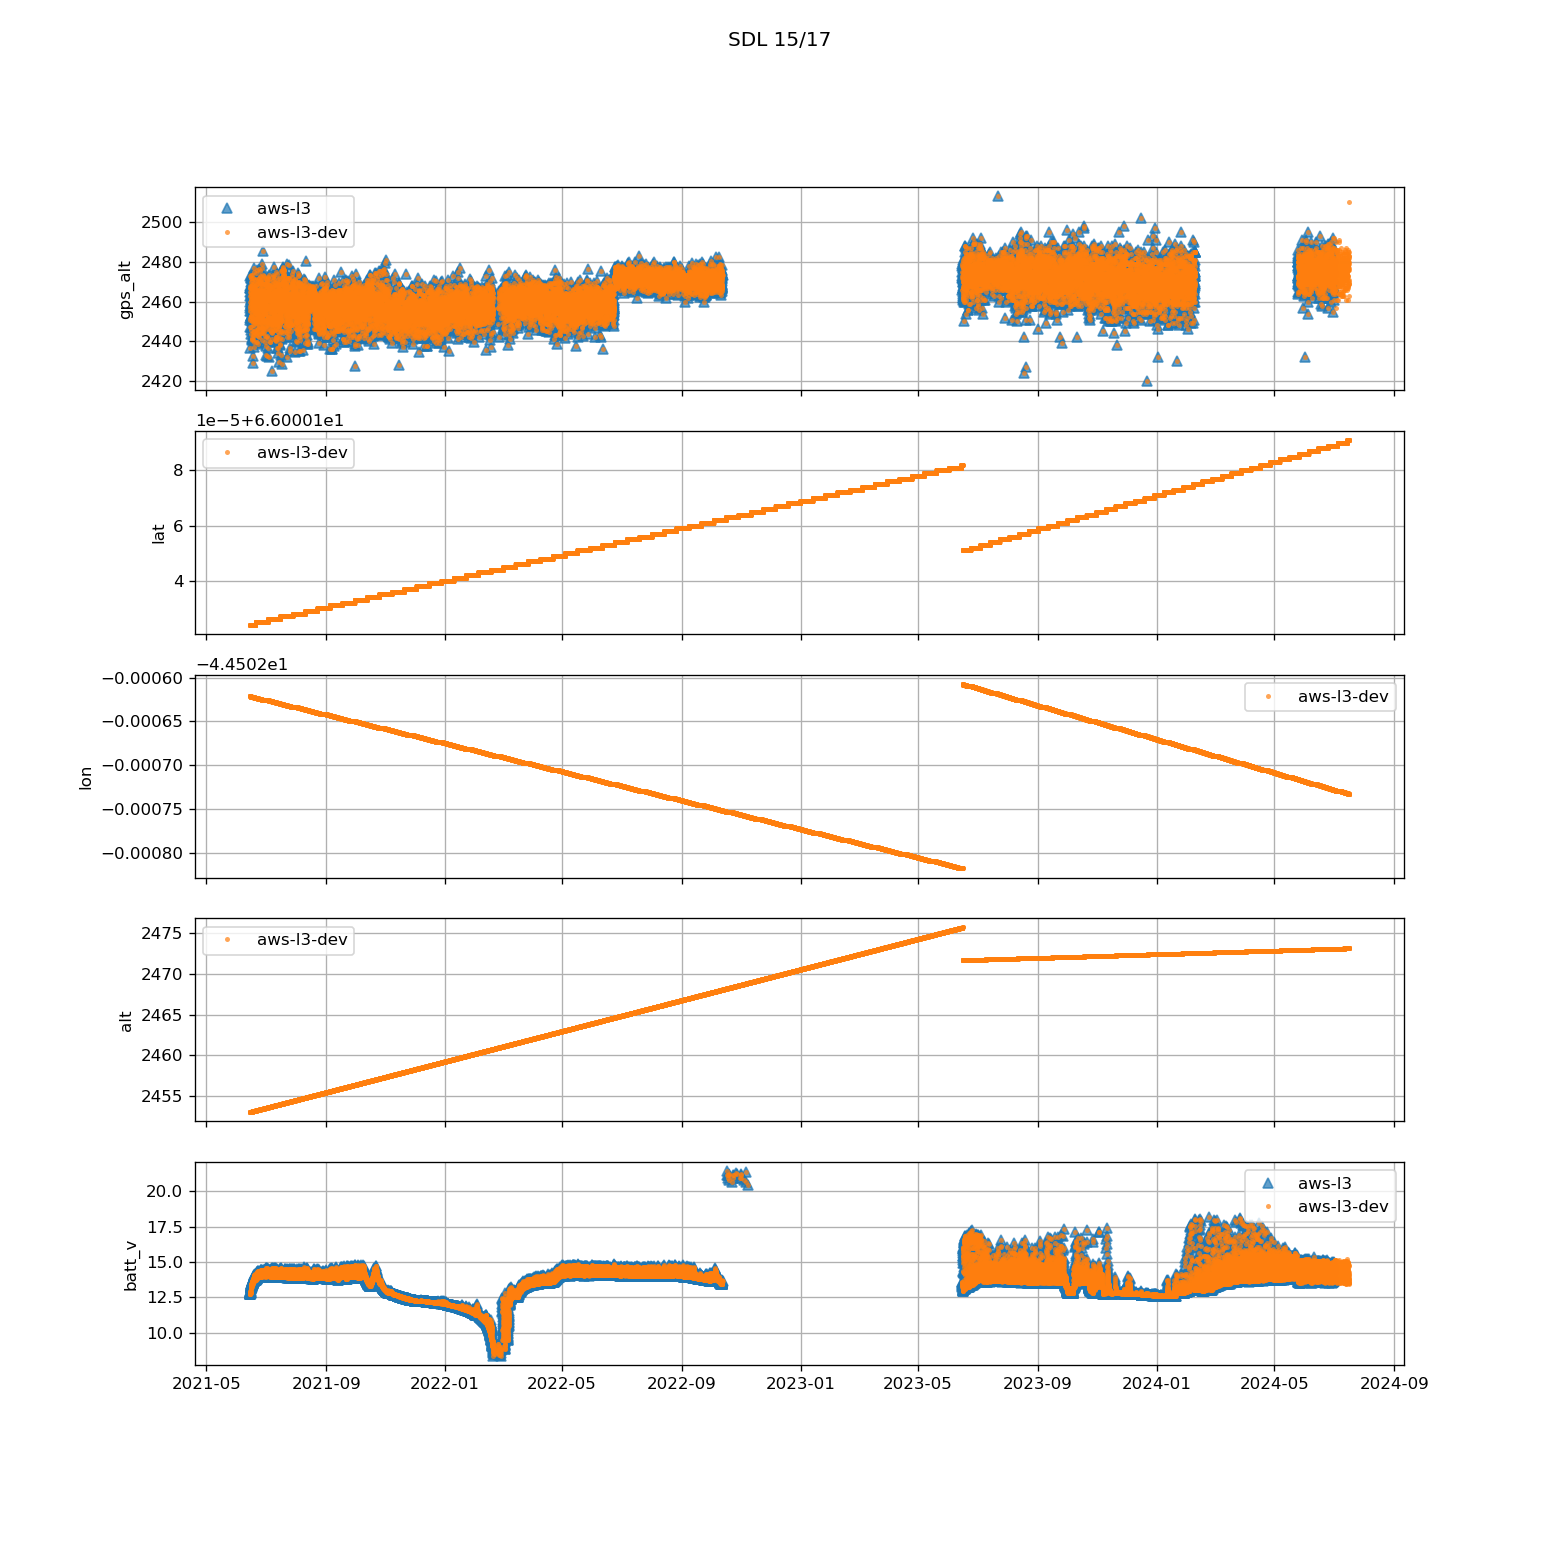 SDL 15/17
aws-l3
aws-l3-dev
2500
2480
2460
2440
2420
gps_alt
1e−5+6.60001e1
aws-l3-dev
8
6
4
lat
−4.4502e1
aws-l3-dev
−0.00060
−0.00065
−0.00070
−0.00075
−0.00080
lon
aws-l3-dev
2475
2470
2465
2460
2455
alt
aws-l3
aws-l3-dev
20.0
17.5
15.0
12.5
10.0
batt_v
2021-05 2021-09 2022-01 2022-05 2022-09 2023-01 2023-05 2023-09 2024-01 2024-05 2024-09